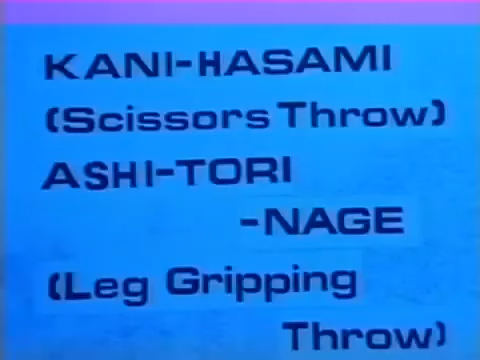 KANI-HASAMI
(Scissors Throw)
ASHI-TORI
-NAGE
(Leg Gripping
Throw)